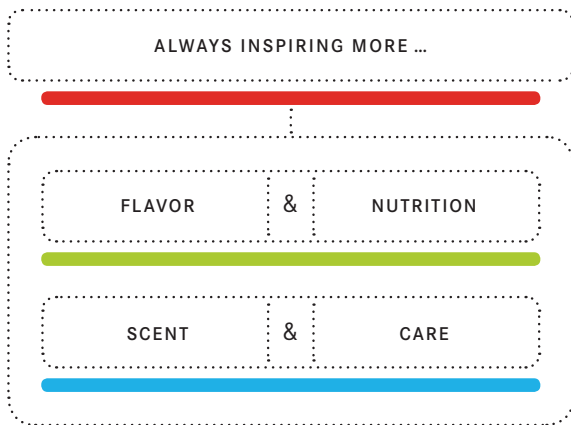 ALWAYS INSPIRING MORE …
FLAVOR & NUTRITION
SCENT & CARE